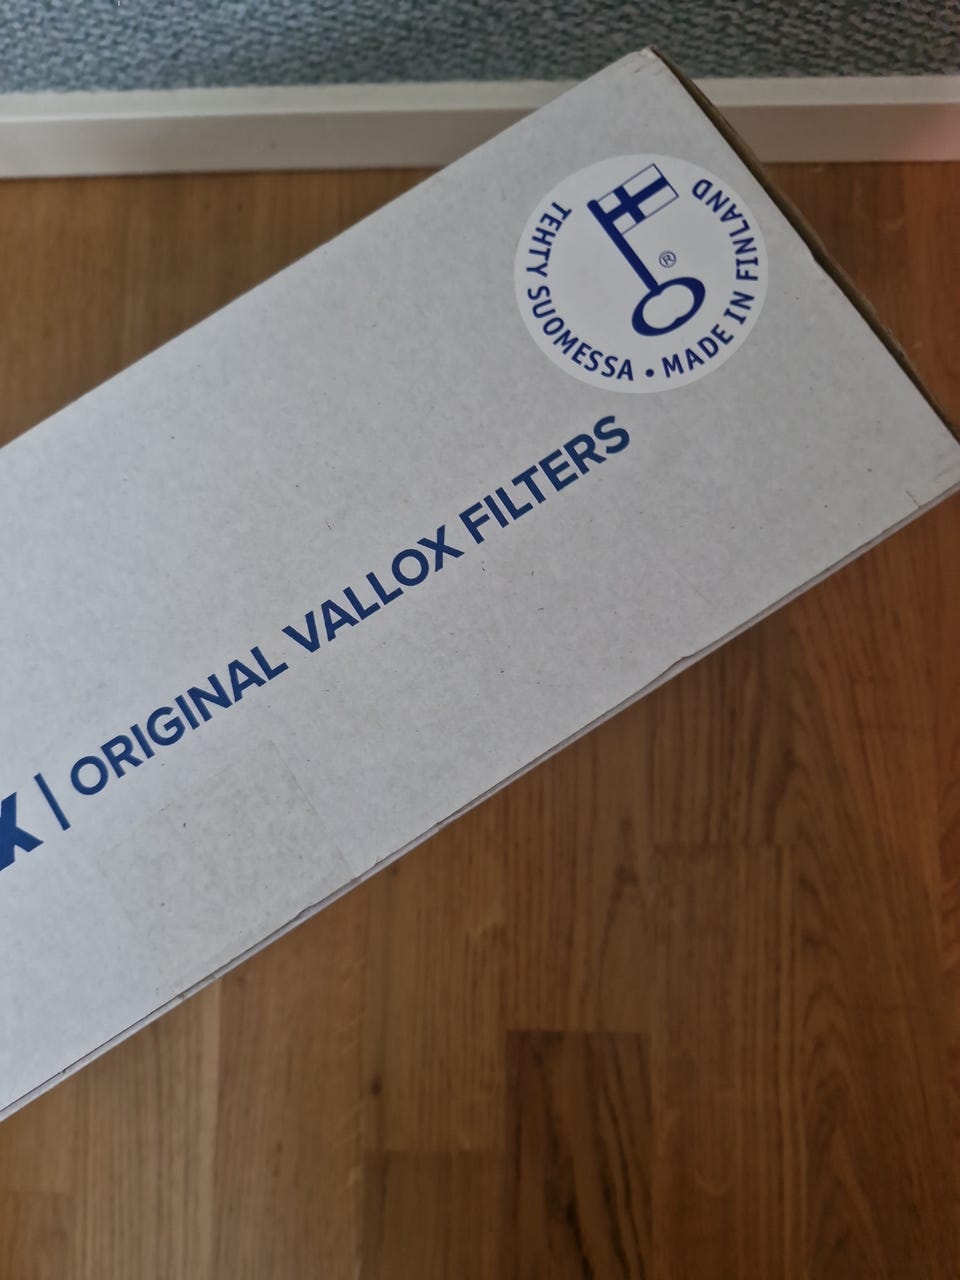 TEHTY SUOMESSA • MADE IN FINLAND
®
X | ORIGINAL VALLOX FILTERS